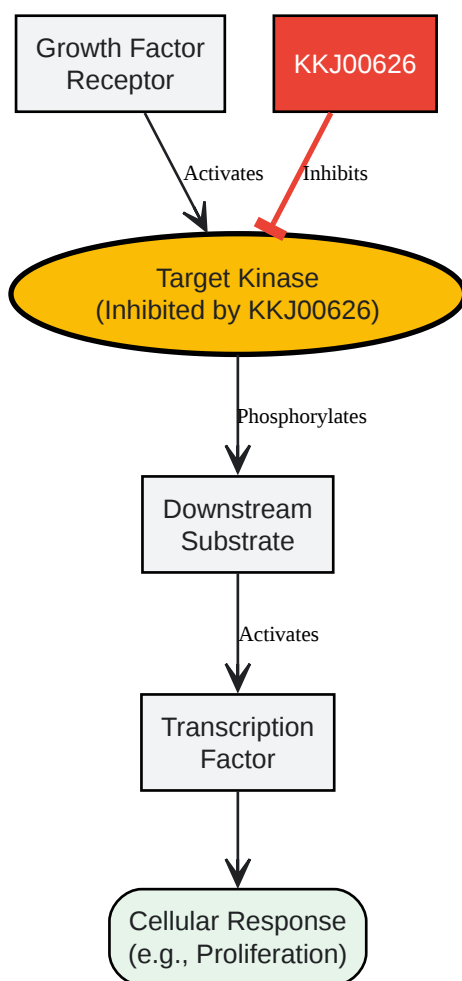 Growth Factor
Receptor
KKJ00626
Activates
Inhibits
Target Kinase
(Inhibited by KKJ00626)
Phosphorylates
Downstream
Substrate
Activates
Transcription
Factor
Cellular Response
(e.g., Proliferation)